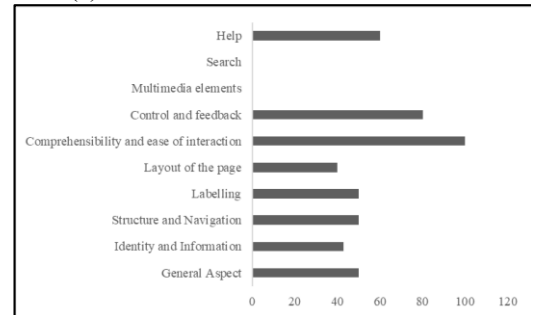 Help
Search
Multimedia elements
Control and feedback
Comprehensibility and ease of interaction
Layout of the page
Labelling
Structure and Navigation
Identity and Information
General Aspect
0 20 40 60 80 100 120